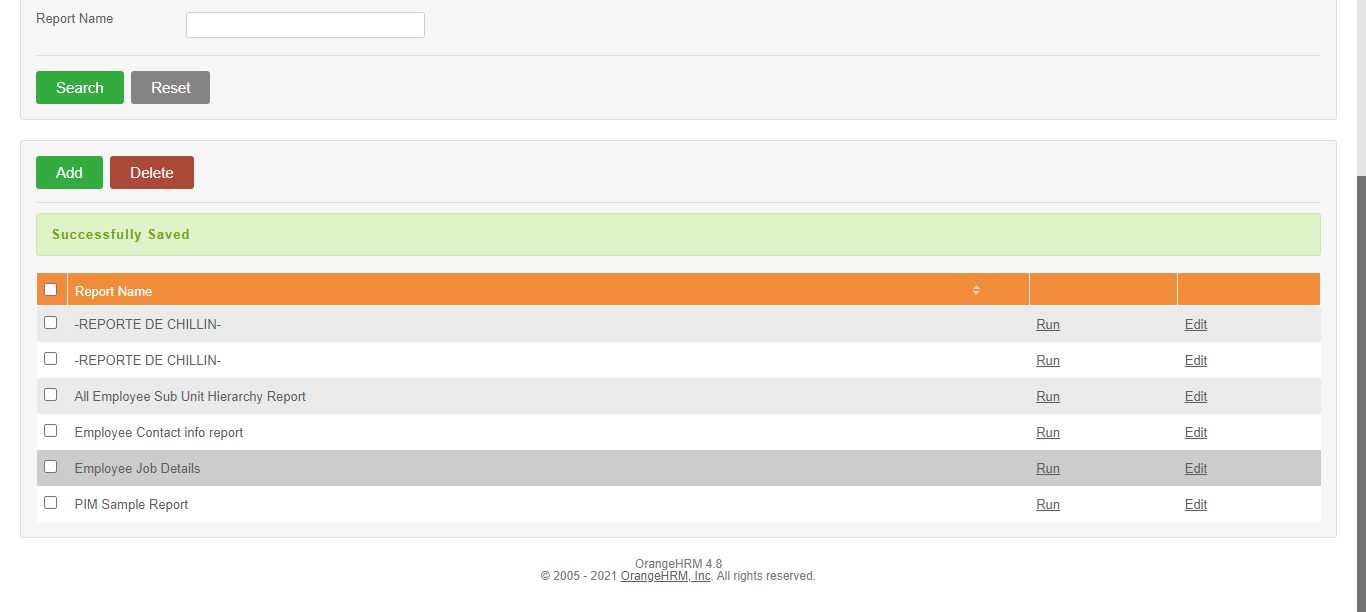 Report Name
Search Reset
Add Delete
Successfully Saved
Report Name
-REPORTE DE CHILLIN- Run Edit
-REPORTE DE CHILLIN- Run Edit
All Employee Sub Unit Hierarchy Report Run Edit
Employee Contact info report Run Edit
Employee Job Details Run Edit
PIM Sample Report Run Edit
OrangeHRM 4.8
© 2005 - 2021 OrangeHRM, Inc. All rights reserved.